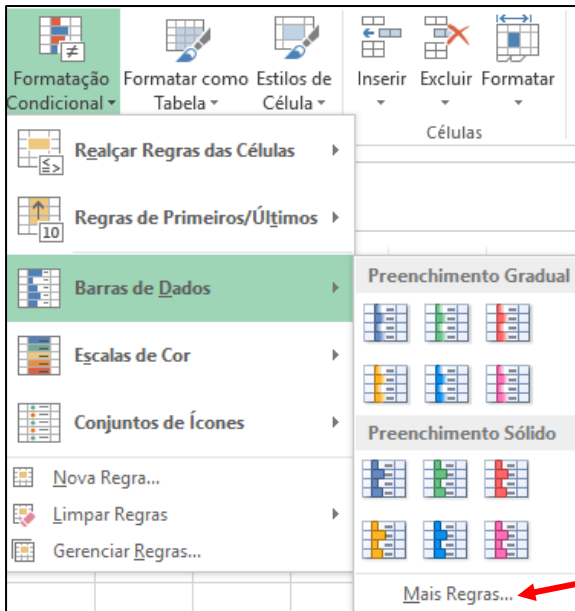 Formatação Formatar como Estilos de Inserir Excluir Formatar
Condicional Tabela Célula
Células
Realçar Regras das Células
10 Regras de Primeiros/Últimos
Barras de Dados
Preenchimento Gradual
Escalas de Cor
Conjuntos de Ícones
Preenchimento Sólido
Nova Regra...
Limpar Regras
Gerenciar Regras...
Mais Regras...